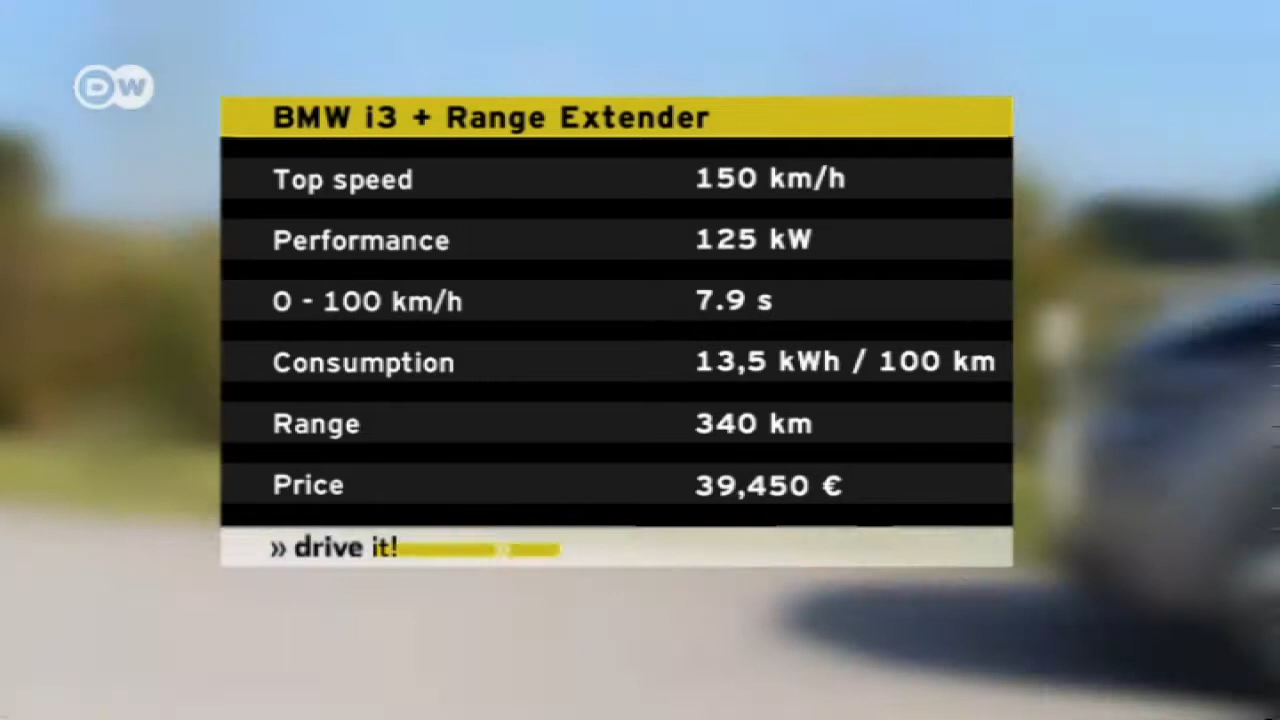 DW
BMW i3 + Range Extender
Top speed 150 km/h
Performance 125 kW
0 - 100 km/h 7.9 s
Consumption 13,5 kWh / 100 km
Range 340 km
Price 39,450 €
» drive it!